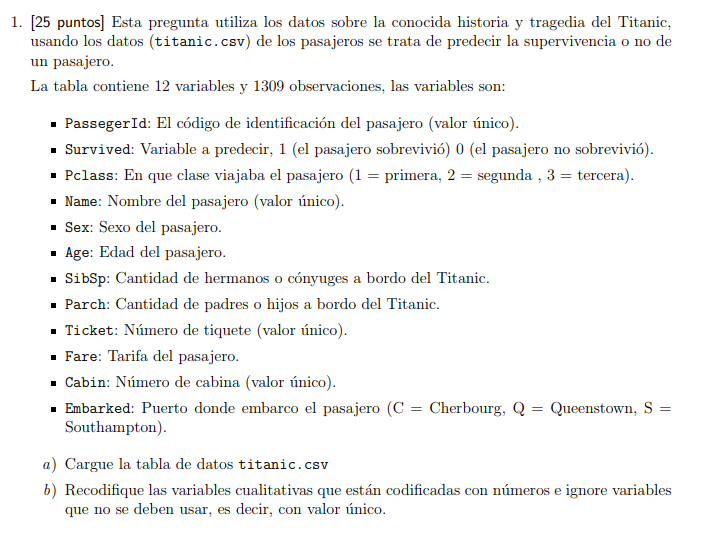 1. [25 puntos] Esta pregunta utiliza los datos sobre la conocida historia y tragedia del Titanic,
usando los datos (titanic.csv) de los pasajeros se trata de predecir la supervivencia o no de
un pasajero.
La tabla contiene 12 variables y 1309 observaciones, las variables son:
▪ PassegerId: El código de identificación del pasajero (valor único).
▪ Survived: Variable a predecir, 1 (el pasajero sobrevivió) 0 (el pasajero no sobrevivió).
▪ Pclass: En que clase viajaba el pasajero (1 = primera, 2 = segunda , 3 = tercera).
▪ Name: Nombre del pasajero (valor único).
▪ Sex: Sexo del pasajero.
▪ Age: Edad del pasajero.
▪ SibSp: Cantidad de hermanos o cónyuges a bordo del Titanic.
▪ Parch: Cantidad de padres o hijos a bordo del Titanic.
▪ Ticket: Número de tiquete (valor único).
▪ Fare: Tarifa del pasajero.
▪ Cabin: Número de cabina (valor único).
▪ Embarked: Puerto donde embarco el pasajero (C = Cherbourg, Q = Queenstown, S =
Southampton).
a) Cargue la tabla de datos titanic.csv
b) Recodifique las variables cualitativas que están codificadas con números e ignore variables
que no se deben usar, es decir, con valor único.